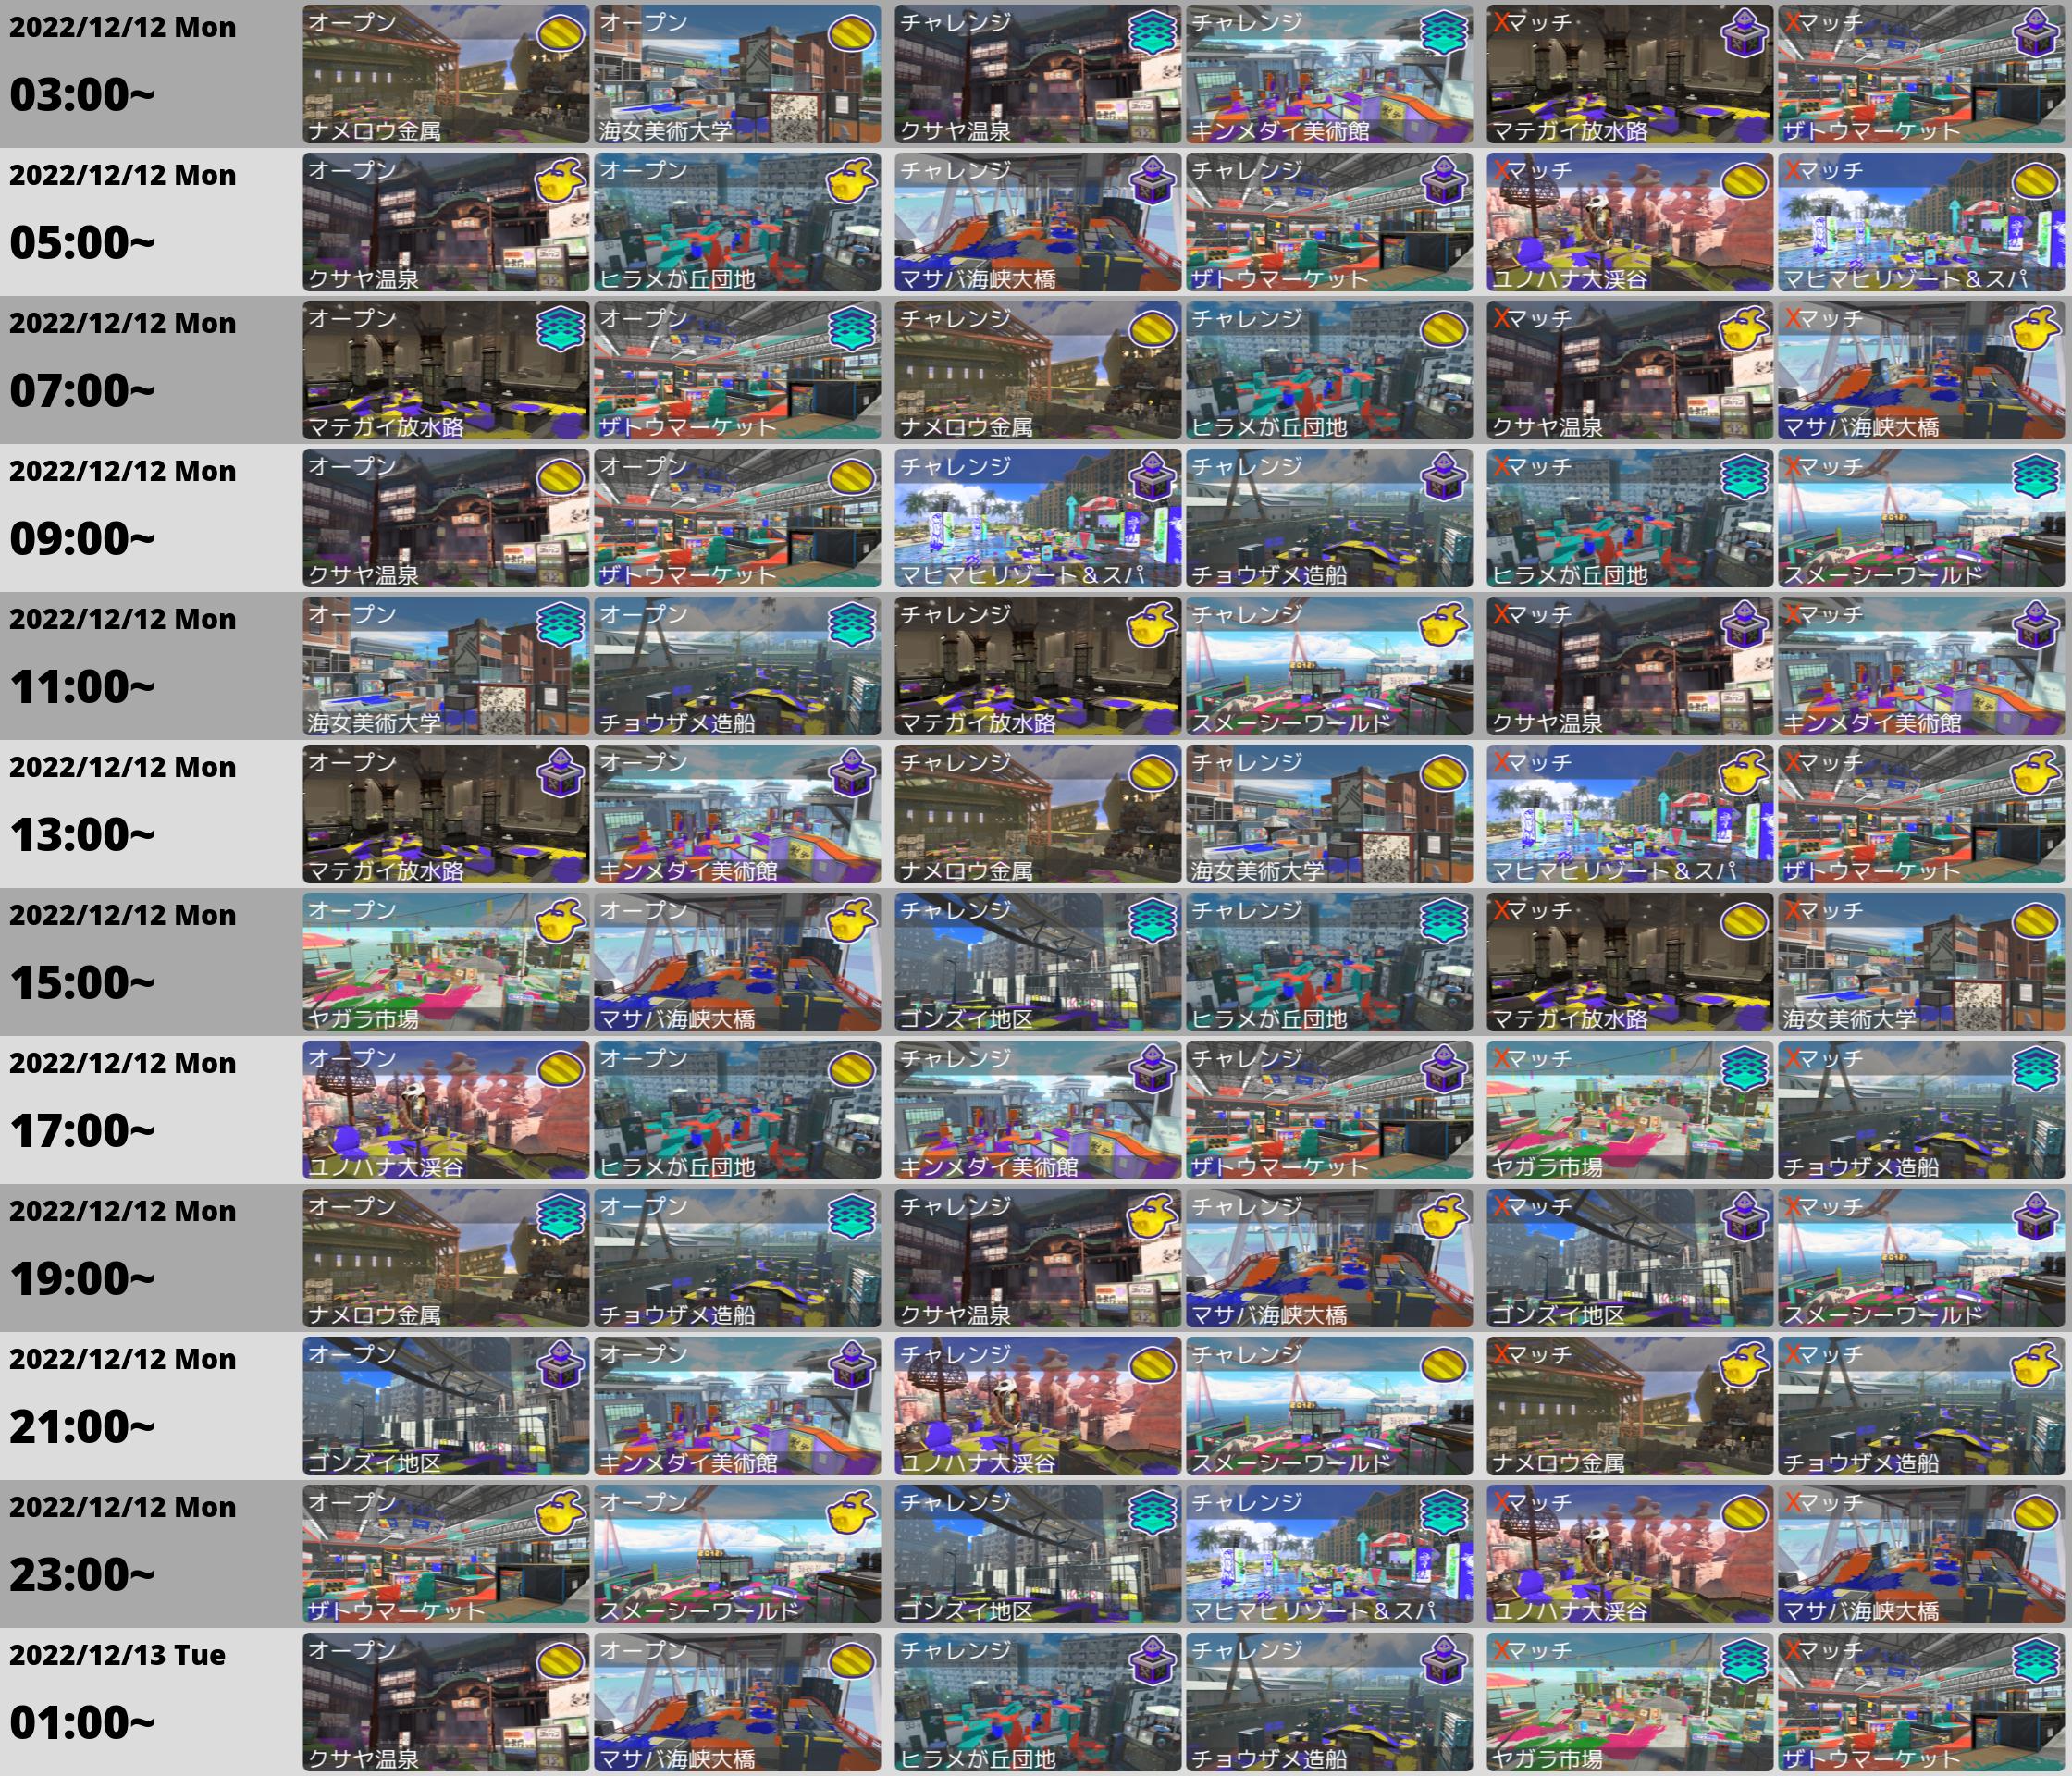 2022/12/12 Mon
03:00~
オープン オープン チャレンジ チャレンジ Xマッチ Xマッチ
ナメロウ金属 海女美術大学 クサヤ温泉 キンメダイ美術館 マテガイ放水路 ザトウマーケット
2022/12/12 Mon
05:00~
オープン オープン チャレンジ チャレンジ Xマッチ Xマッチ
クサヤ温泉 ヒラメが丘団地 マサバ海峡大橋 ザトウマーケット ユノハナ大渓谷 マヒマヒリゾート＆スパ
2022/12/12 Mon
07:00~
オープン オープン チャレンジ チャレンジ Xマッチ Xマッチ
マテガイ放水路 ザトウマーケット ナメロウ金属 ヒラメが丘団地 クサヤ温泉 マサバ海峡大橋
2022/12/12 Mon
09:00~
オープン オープン チャレンジ チャレンジ Xマッチ Xマッチ
クサヤ温泉 ザトウマーケット マヒマヒリゾート＆スパ チョウザメ造船 ヒラメが丘団地 スメーシーワールド
2022/12/12 Mon
11:00~
オープン オープン チャレンジ チャレンジ Xマッチ Xマッチ
海女美術大学 チョウザメ造船 マテガイ放水路 スメーシーワールド クサヤ温泉 キンメダイ美術館
2022/12/12 Mon
13:00~
オープン オープン チャレンジ チャレンジ Xマッチ Xマッチ
マテガイ放水路 キンメダイ美術館 ナメロウ金属 海女美術大学 マヒマヒリゾート＆スパ ザトウマーケット
2022/12/12 Mon
15:00~
オープン オープン チャレンジ チャレンジ Xマッチ Xマッチ
ヤガラ市場 マサバ海峡大橋 ゴンズイ地区 ヒラメが丘団地 マテガイ放水路 海女美術大学
2022/12/12 Mon
17:00~
オープン オープン チャレンジ チャレンジ Xマッチ Xマッチ
ユノハナ大渓谷 ヒラメが丘団地 キンメダイ美術館 ザトウマーケット ヤガラ市場 チョウザメ造船
2022/12/12 Mon
19:00~
オープン オープン チャレンジ チャレンジ Xマッチ Xマッチ
ナメロウ金属 チョウザメ造船 クサヤ温泉 マサバ海峡大橋 ゴンズイ地区 スメーシーワールド
2022/12/12 Mon
21:00~
オープン オープン チャレンジ チャレンジ Xマッチ Xマッチ
ゴンズイ地区 キンメダイ美術館 ユノハナ大渓谷 スメーシーワールド ナメロウ金属 チョウザメ造船
2022/12/12 Mon
23:00~
オープン オープン チャレンジ チャレンジ Xマッチ Xマッチ
ザトウマーケット スメーシーワールド ゴンズイ地区 マヒマヒリゾート＆スパ ユノハナ大渓谷 マサバ海峡大橋
2022/12/13 Tue
01:00~
オープン オープン チャレンジ チャレンジ Xマッチ Xマッチ
クサヤ温泉 マサバ海峡大橋 ヒラメが丘団地 チョウザメ造船 ヤガラ市場 ザトウマーケット